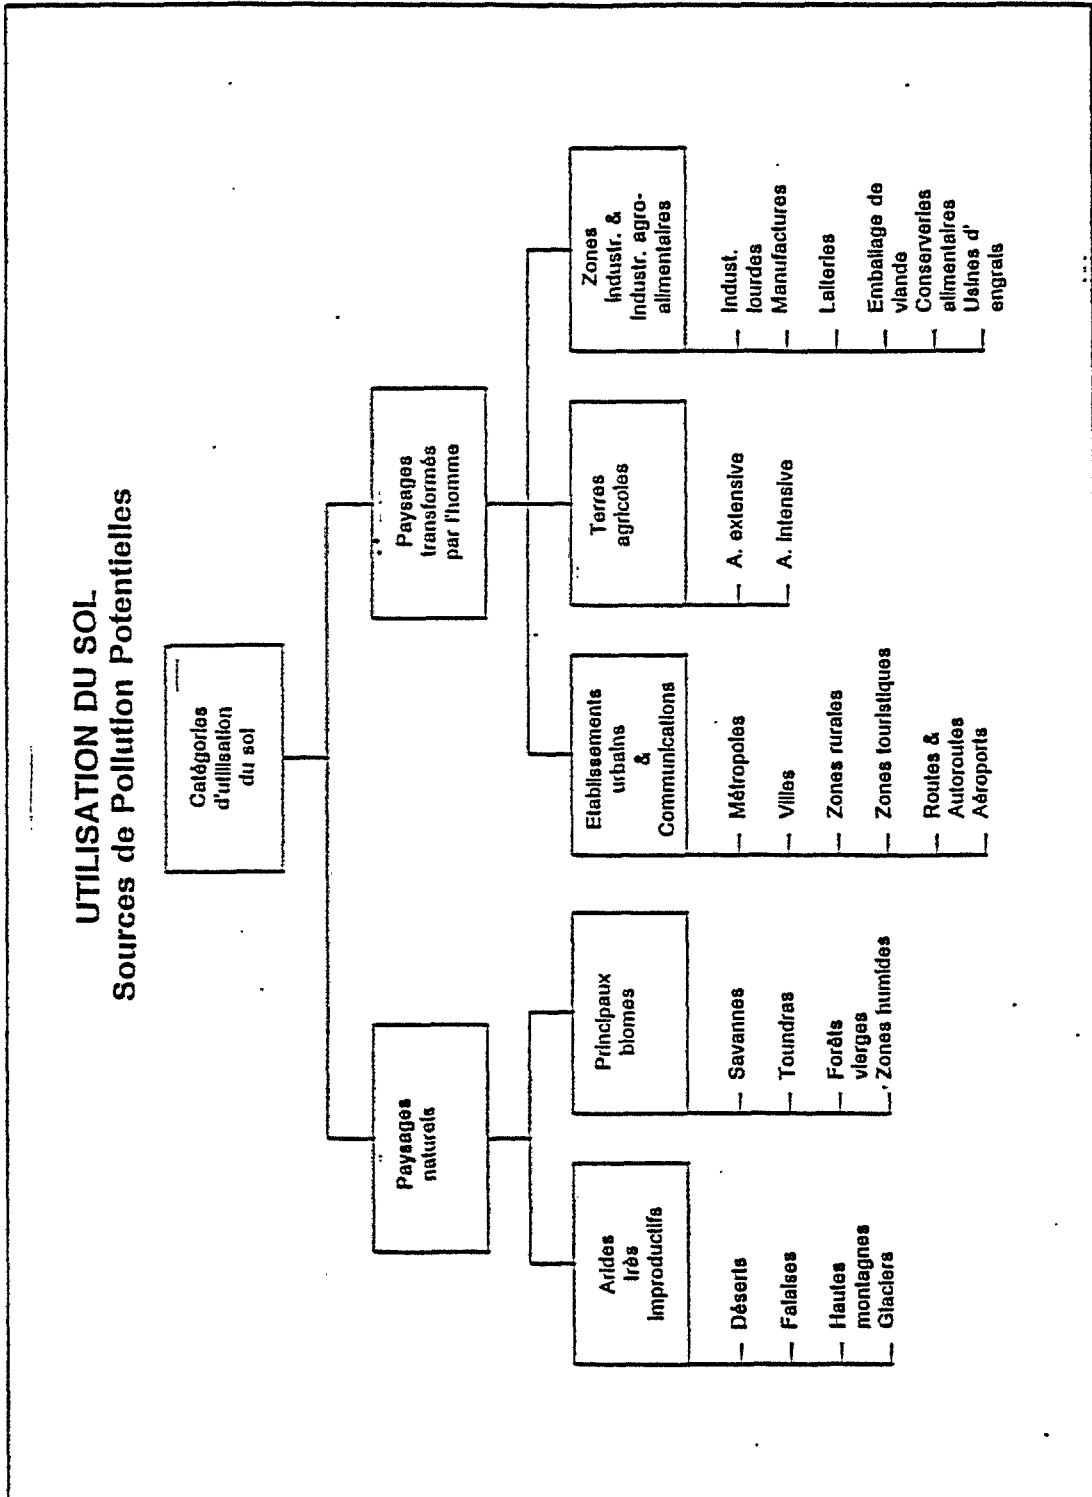 UTILISATION DU SOL
Sources de Pollution Potentielles
Catégories
d'utilisation
du sol
Paysages
naturels
Paysages
transformés
par l'homme
Arides
très
Improductifs
Principaux
biomes
Etablissements
urbains
&
Communications
Terres
agricoles
Zones
Industr. &
Industr. agro-
alimentaires
Déserts
Falaises
Hautes
montagnes
Glaciers
Savannes
Toundras
Forêts
vierges
Zones humides
Métropoles
Villes
Zones rurales
Zones touristiques
Routes &
Autoroutes
Aéroports
A. extensive
A. Intensive
Indust.
lourdes
Manufactures
Laiteries
Emballage de
viande
Conserveries
alimentaires
Usines d'
engrais